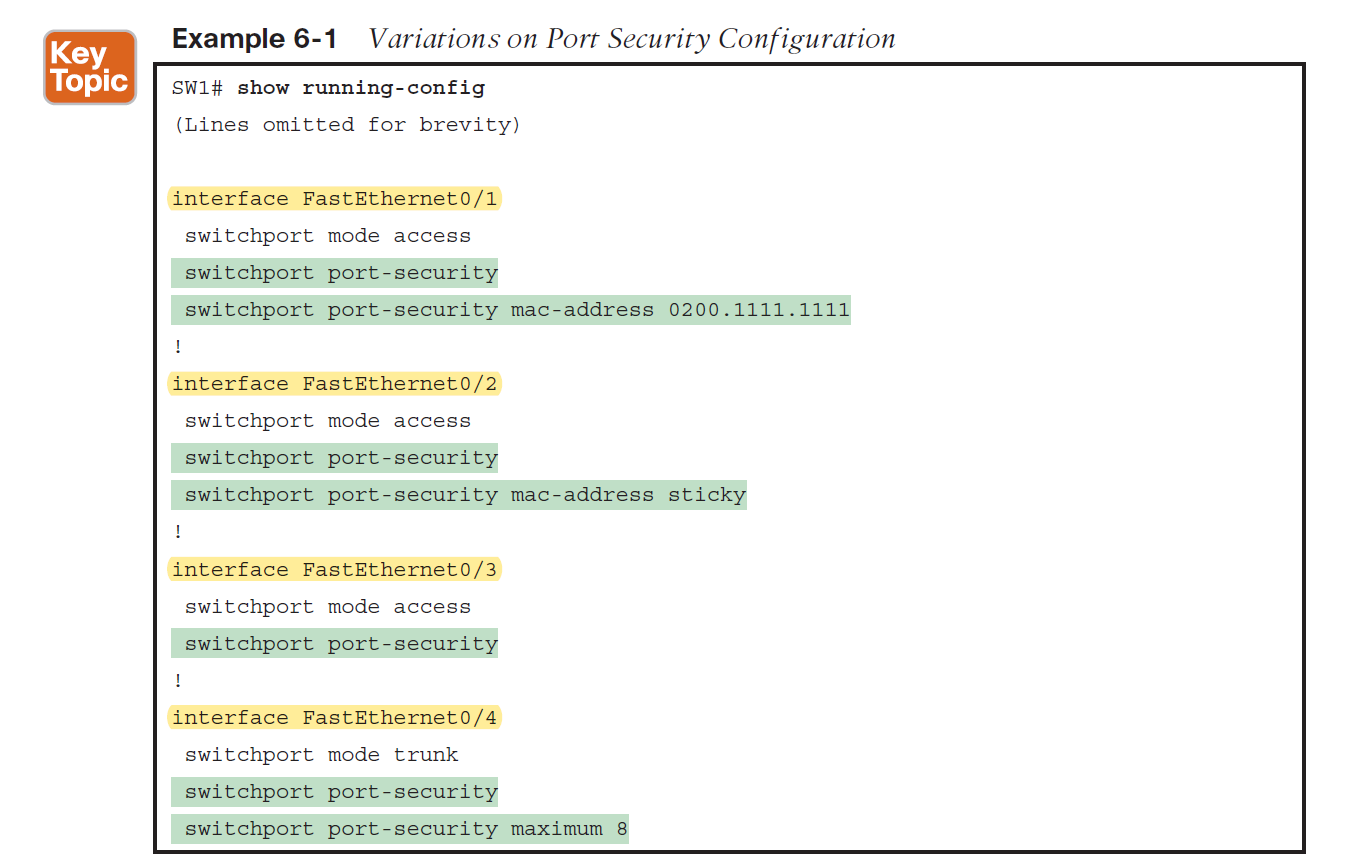 Key
Topic
Example 6-1 Variations on Port Security Configuration
SW1# show running-config
(Lines omitted for brevity)
interface FastEthernet0/1
switchport mode access
switchport port-security
switchport port-security mac-address 0200.1111.1111
!
interface FastEthernet0/2
switchport mode access
switchport port-security
switchport port-security mac-address sticky
!
interface FastEthernet0/3
switchport mode access
switchport port-security
!
interface FastEthernet0/4
switchport mode trunk
switchport port-security
switchport port-security maximum 8